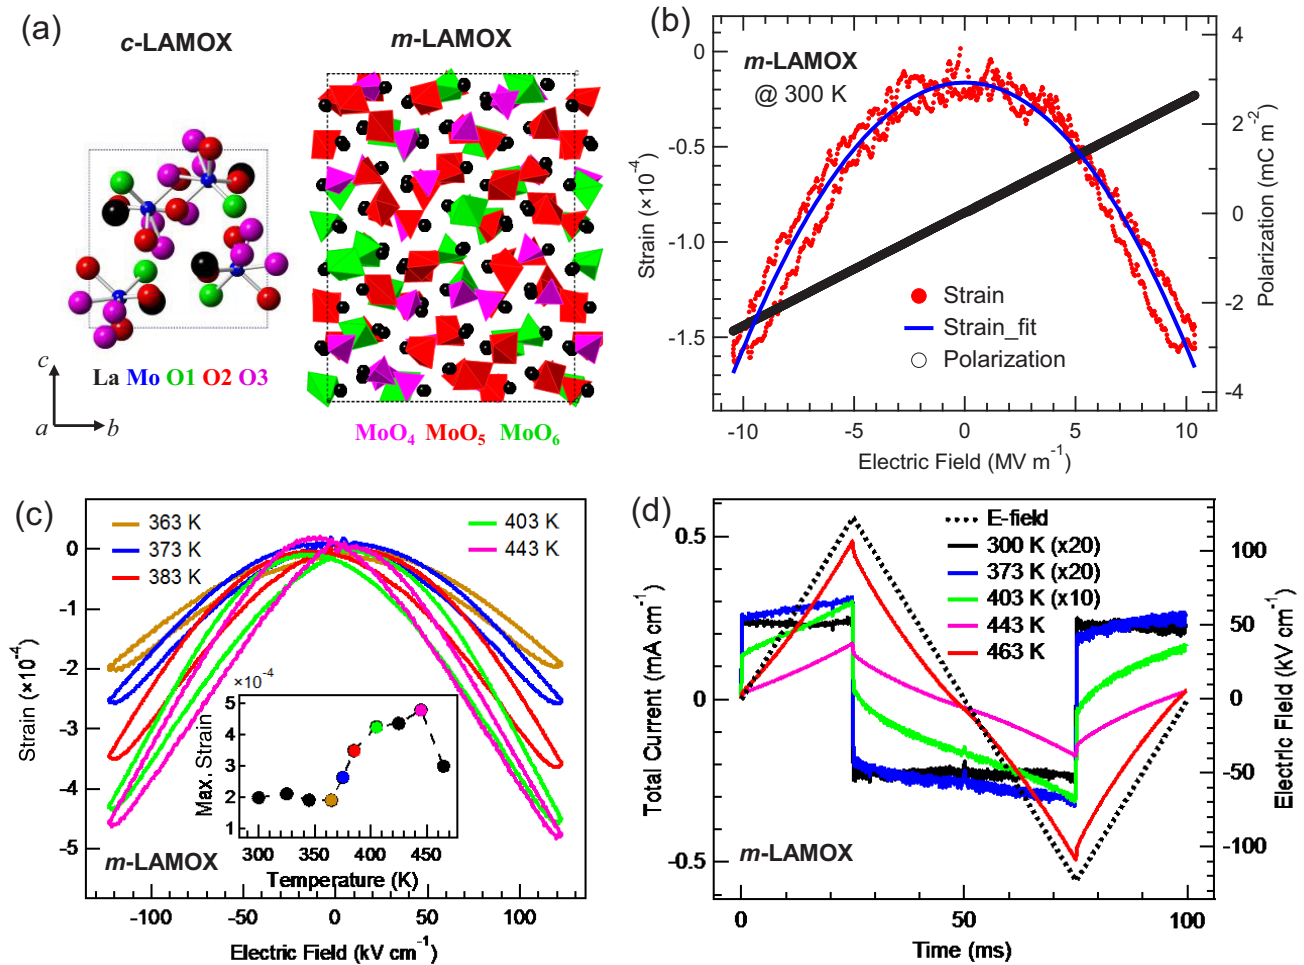 (a)
c-LAMOX
m-LAMOX
c
a
b
c
La Mo O1 O2 O3
MoO₄ MoO₅ MoO₆
(b)
m-LAMOX
@ 300 K
Strain
Strain_fit
Polarization
Strain (×10⁻⁴)
0
-0.5
-1.0
-1.5
Polarization (mC m⁻²)
4
2
0
-2
-4
-10 -5 0 5 10
Electric Field (MV m⁻¹)
(c)
363 K
373 K
383 K
403 K
443 K
Strain (×10⁻⁴)
0
-1
-2
-3
-4
-5
×10⁻⁴
Max. Strain
5
4
3
2
1
300 350 400 450
Temperature (K)
m-LAMOX
-100 -50 0 50 100
Electric Field (kV cm⁻¹)
(d)
E-field
300 K (x20)
373 K (x20)
403 K (x10)
443 K
463 K
Total Current (mA cm⁻¹)
0.5
0
-0.5
Electric Field (kV cm⁻¹)
100
50
0
-50
-100
m-LAMOX
0 50 100
Time (ms)